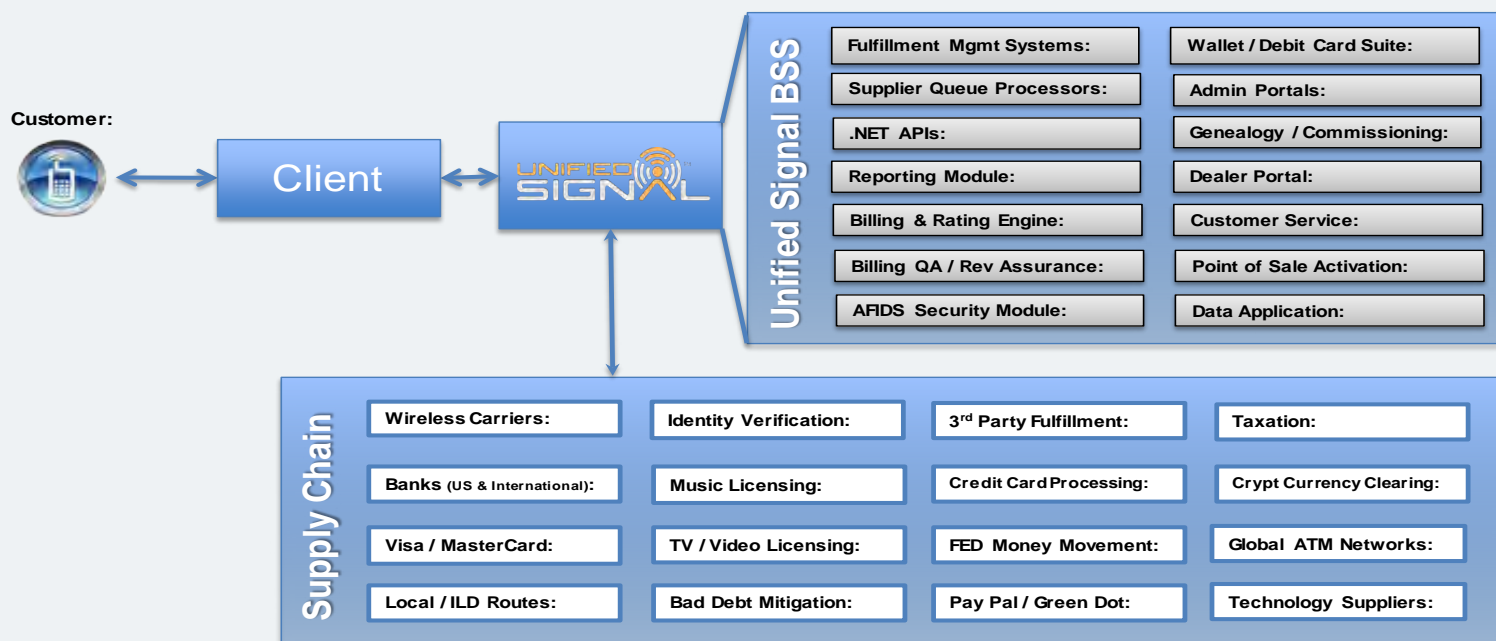 Customer:
Client
UNIFIED
SIGNAL
Unified Signal BSS
Fulfillment Mgmt Systems:
Wallet / Debit Card Suite:
Supplier Queue Processors:
Admin Portals:
.NET APIs:
Genealogy / Commissioning:
Reporting Module:
Dealer Portal:
Billing & Rating Engine:
Customer Service:
Billing QA / Rev Assurance:
Point of Sale Activation:
AFIDS Security Module:
Data Application:
Supply Chain
Wireless Carriers:
Identity Verification:
3rd Party Fulfillment:
Taxation:
Banks (US & International):
Music Licensing:
Credit Card Processing:
Crypt Currency Clearing:
Visa / MasterCard:
TV / Video Licensing:
FED Money Movement:
Global ATM Networks:
Local / ILD Routes:
Bad Debt Mitigation:
Pay Pal / Green Dot:
Technology Suppliers: